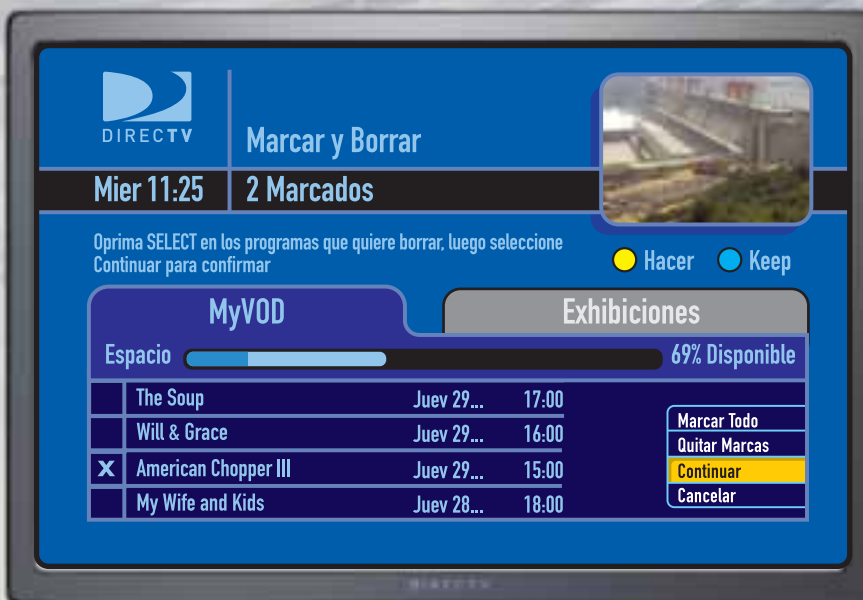 DIRECTV
Marcar y Borrar
Mier 11:25
2 Marcados
Oprima SELECT en los programas que quiere borrar, luego seleccione
Continuar para confirmar
Hacer
Keep
MyVOD
Exhibiciones
Espacio
69% Disponible
The Soup Juev 29... 17:00
Will & Grace Juev 29... 16:00
X American Chopper III Juev 29... 15:00
My Wife and Kids Juev 28... 18:00
Marcar Todo
Quitar Marcas
Continuar
Cancelar
DIRECTV